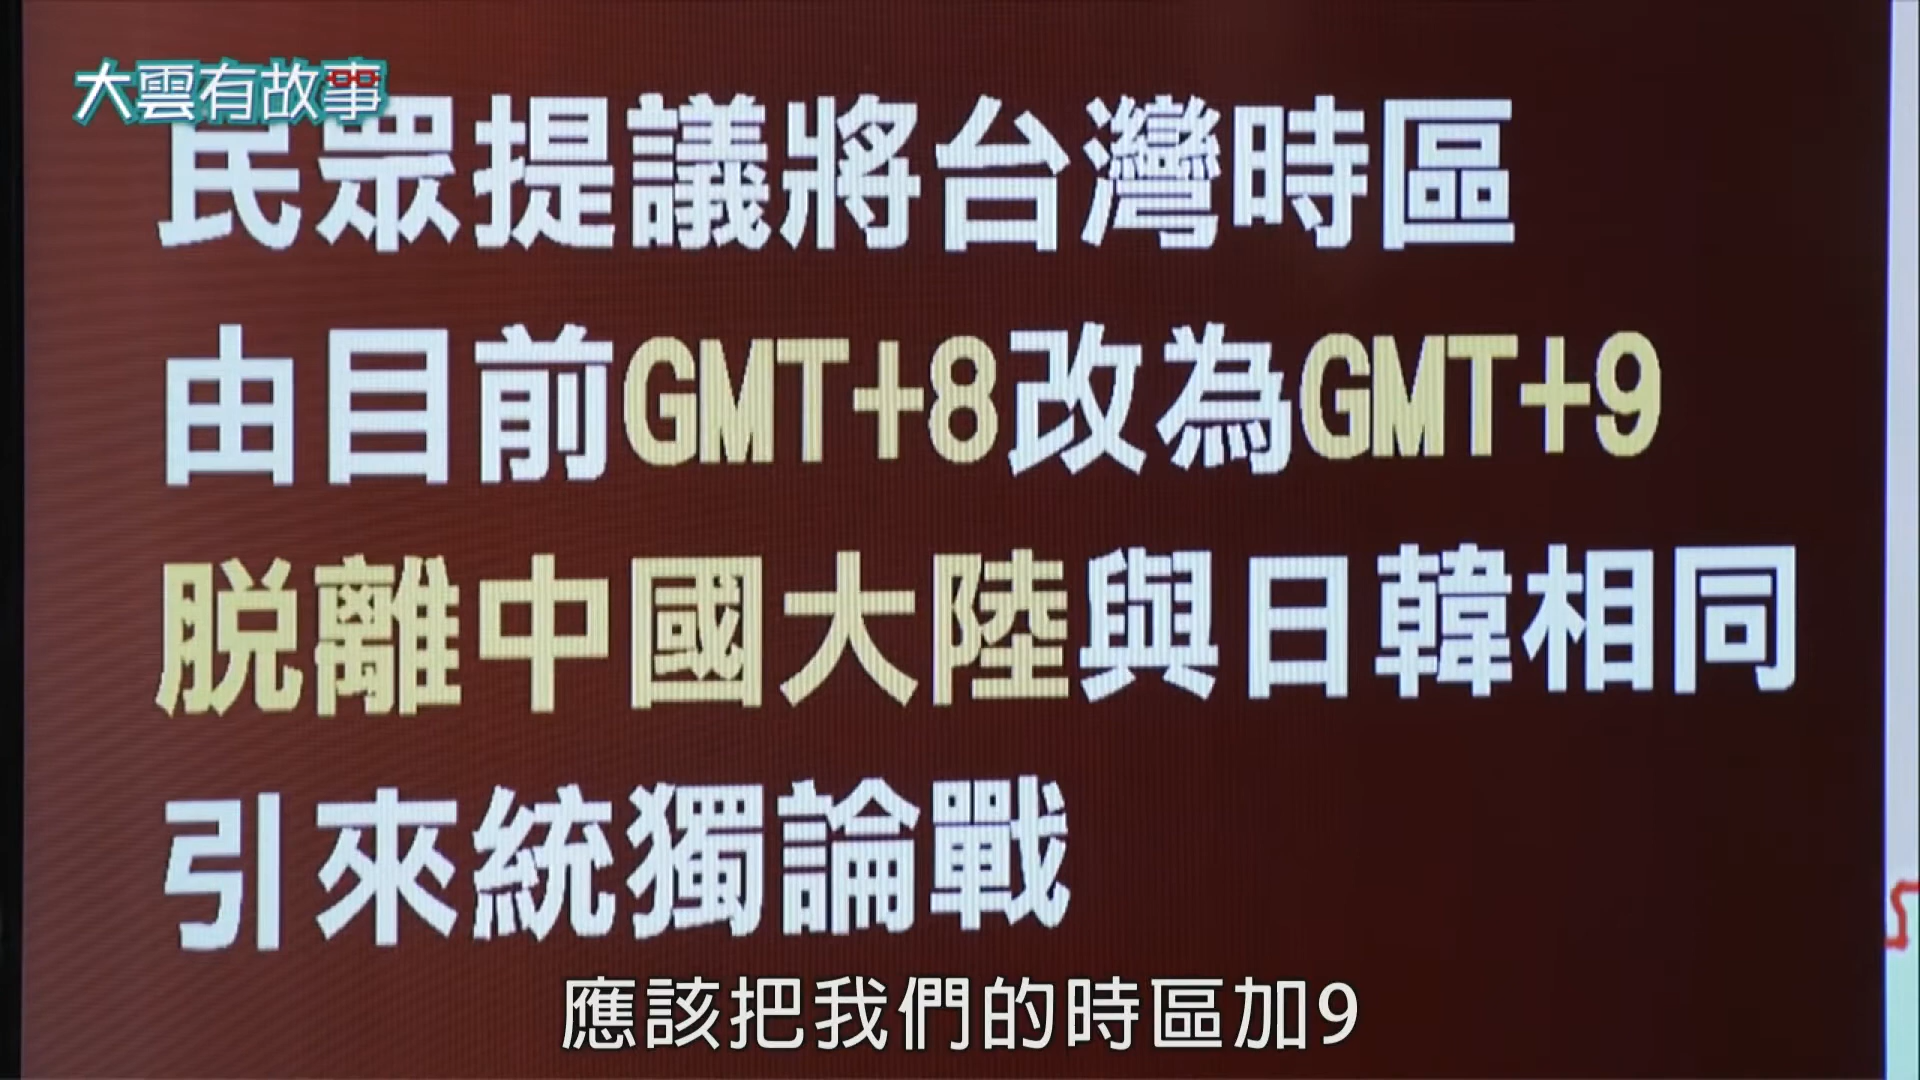 大雲有故事
民眾提議將台灣時區
由目前GMT+8改為GMT+9
脫離中國大陸與日韓相同
引來統獨論戰
應該把我們的時區加9